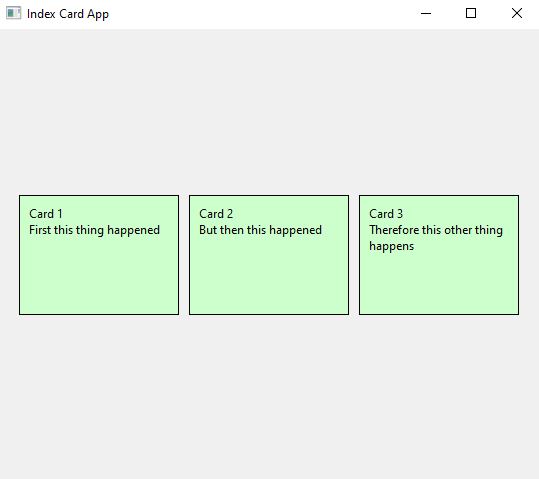 Index Card App
Card 1
First this thing happened
Card 2
But then this happened
Card 3
Therefore this other thing
happens